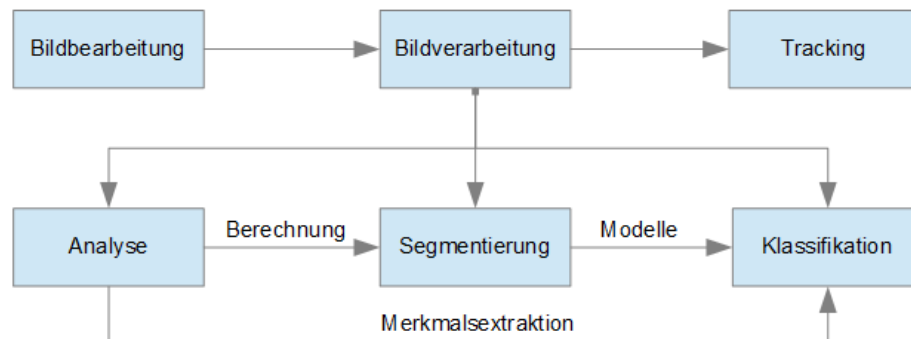 Bildbearbeitung
Bildverarbeitung
Tracking
Analyse
Berechnung
Segmentierung
Modelle
Klassifikation
Merkmalsextraktion